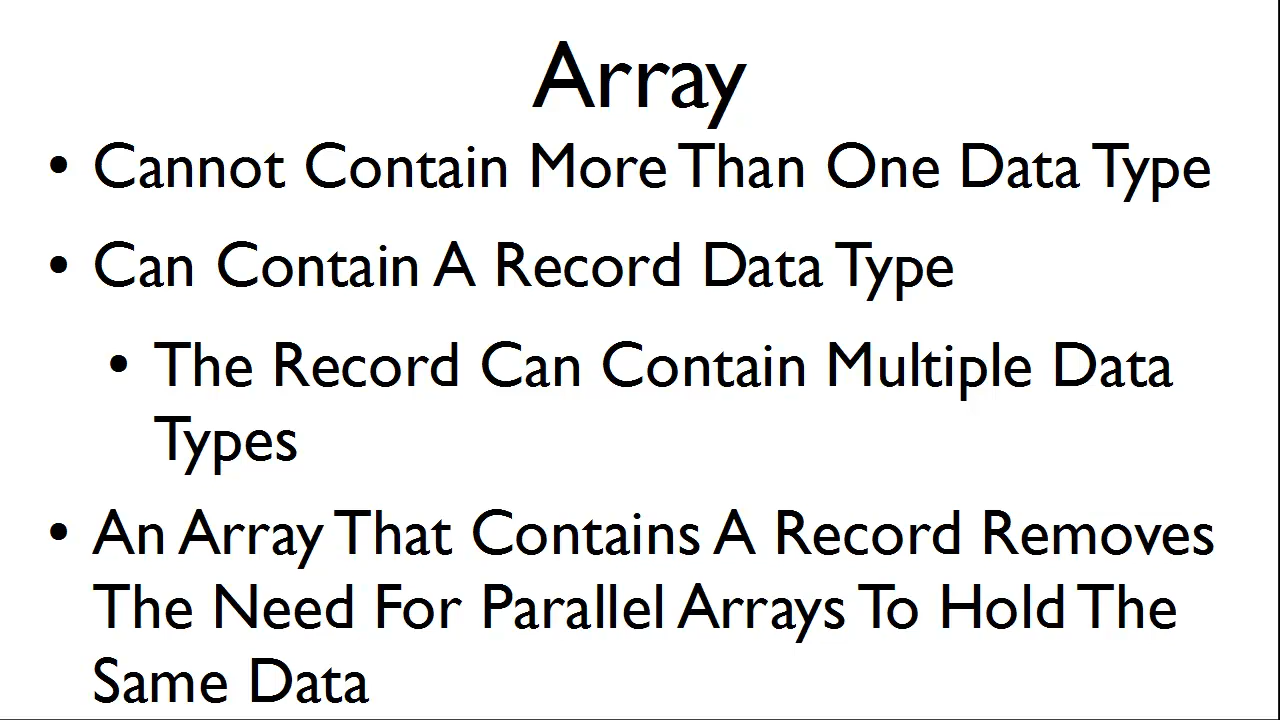 Array
• Cannot Contain More Than One Data Type
• Can Contain A Record Data Type
• The Record Can Contain Multiple Data
Types
• An Array That Contains A Record Removes
The Need For Parallel Arrays To Hold The
Same Data